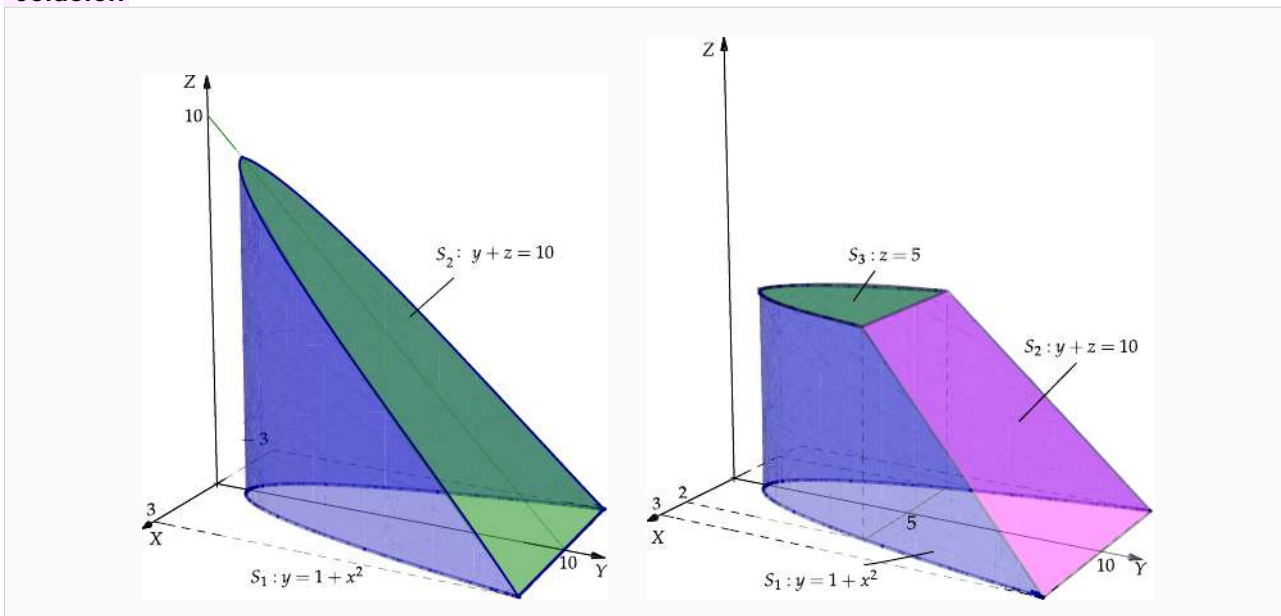 Z
10
S₂: y + z = 10
3
3
X
S₁ : y = 1 + x²
10
Y
Z
S₃ : z = 5
S₂ : y + z = 10
3
2
X
5
S₁ : y = 1 + x²
10
Y